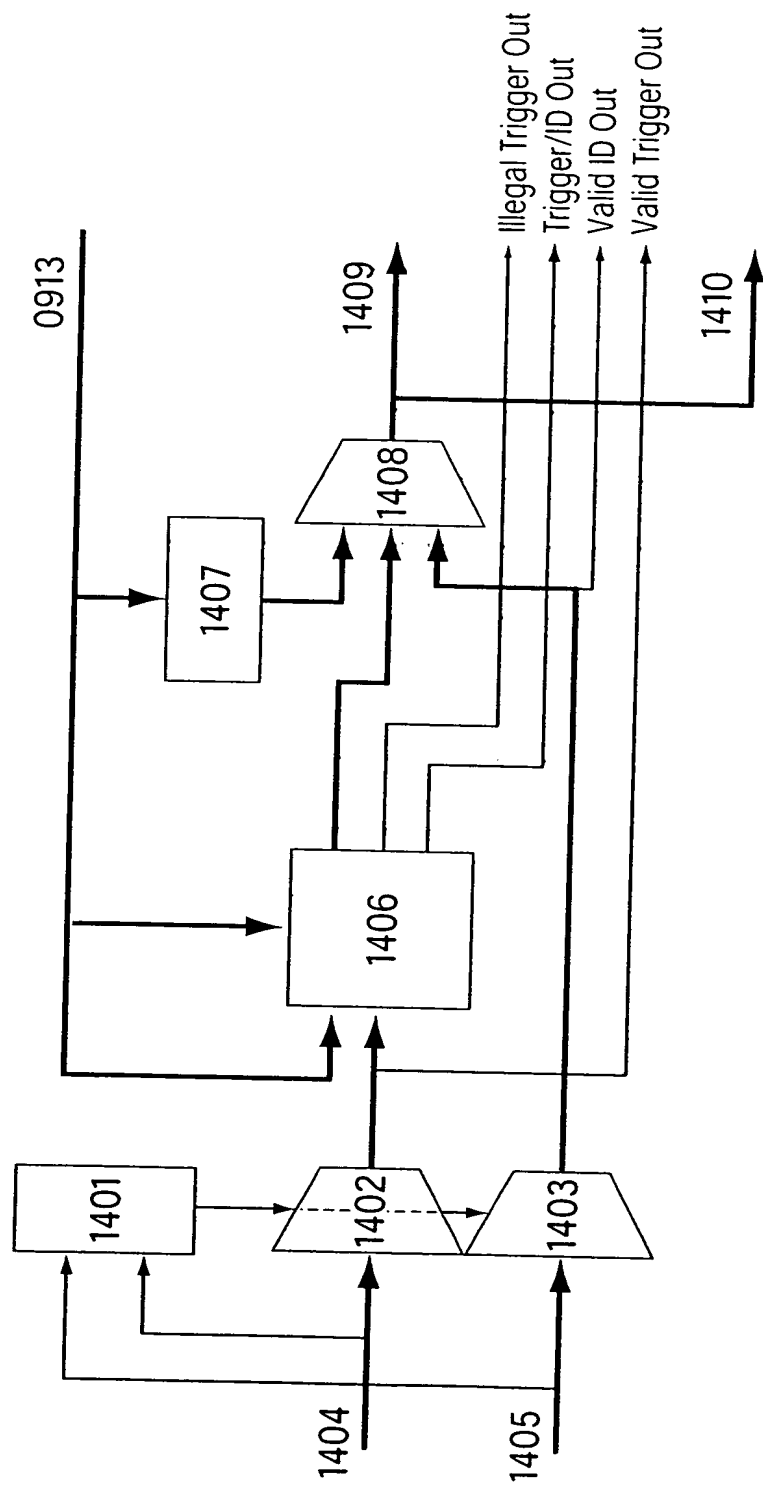 0913
1401
1402
1403
1404
1405
1406
1407
1408
1409
Illegal Trigger Out
Trigger/ID Out
Valid ID Out
Valid Trigger Out
1410